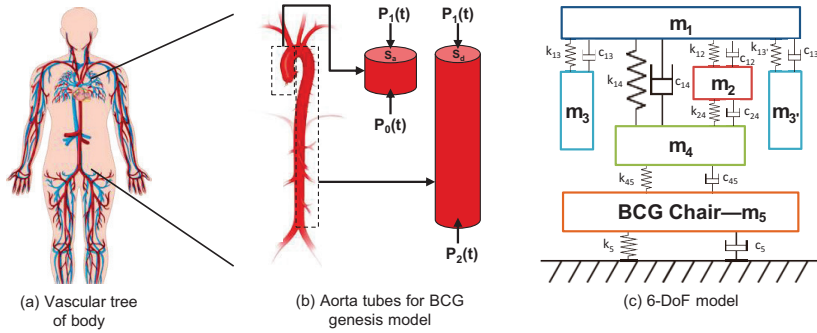 P1(t)
P1(t)
Sa
Sd
P0(t)
P2(t)
m1
k13
c13
k14
c14
k12
c12
k13'
c13
m3
m2
m3'
k24
c24
m4
k45
c45
BCG Chair—m5
k5
c5
(a) Vascular tree
of body
(b) Aorta tubes for BCG
genesis model
(c) 6-DoF model